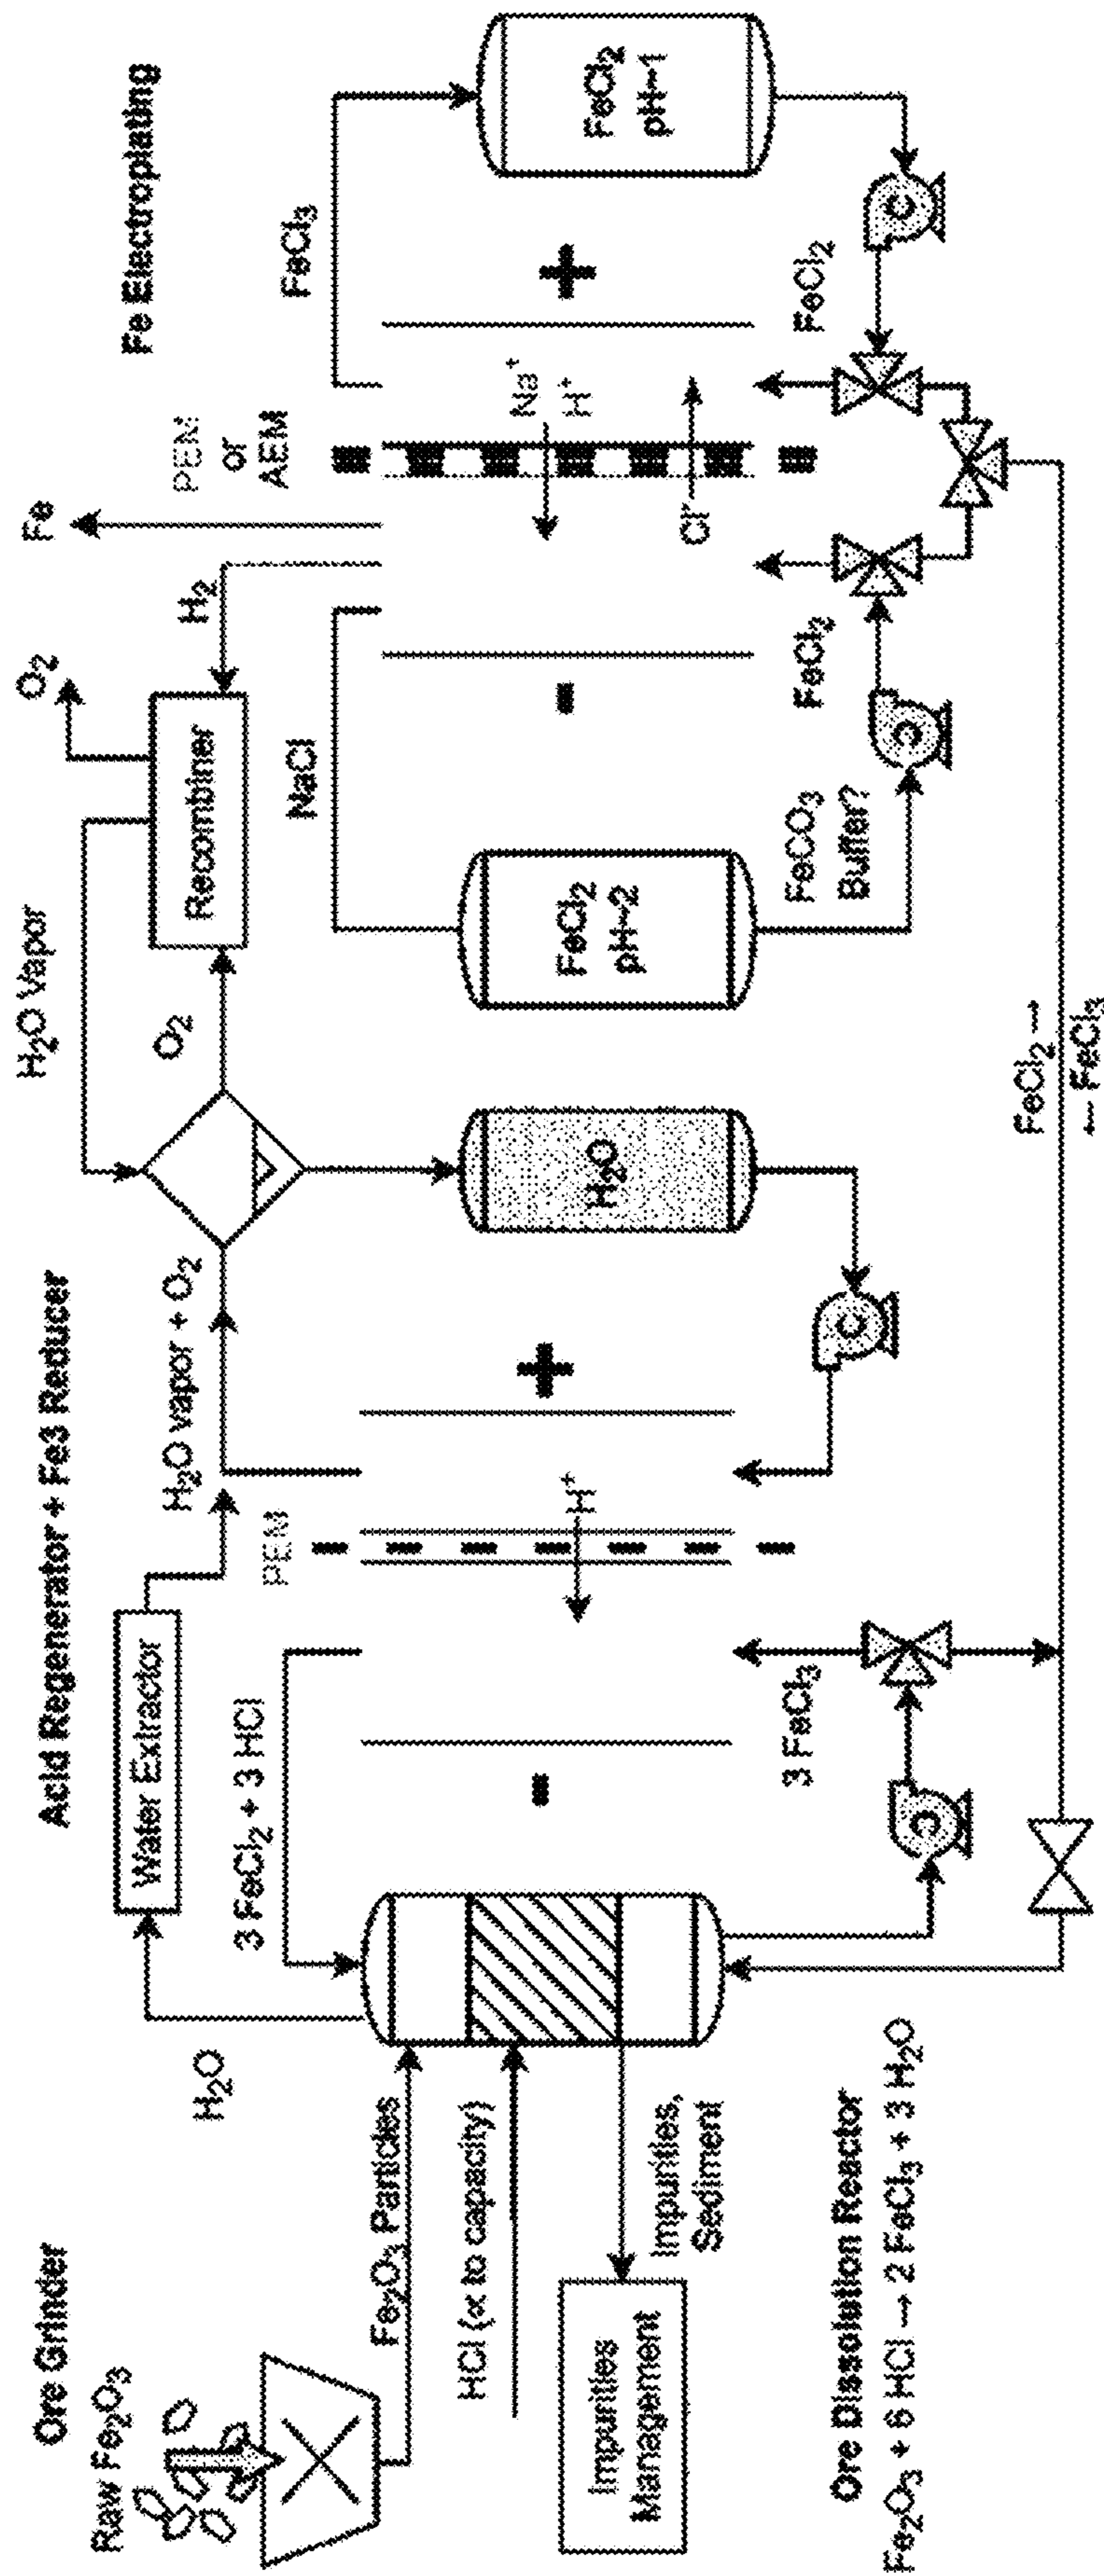 Ore Grinder
Raw Fe₂O₃
Fe₂O₃ Particles
HCl (∝ to capacity)
Impurities
Management
Impurities,
Sediment
Ore Dissolution Reactor
Fe₂O₃ + 6 HCl → 2 FeCl₃ + 3 H₂O
H₂O
Acid Regenerator + Fe3 Reducer
Water Extractor
3 FeCl₂ + 3 HCl
PEM
H₂O vapor + O₂
-
H⁺
+
3 FeCl₃
H₂O
H₂O Vapor
O₂
Recombiner
O₂
H₂
Fe
Fe Electroplating
PEM
or
AEM
NaCl
FeCl₃
FeCl₂
pH~2
-
Na⁺
H⁺
Cl⁻
+
FeCl₂
pH~1
FeCO₃
Buffer?
FeCl₂
FeCl₂
FeCl₂ →
← FeCl₃